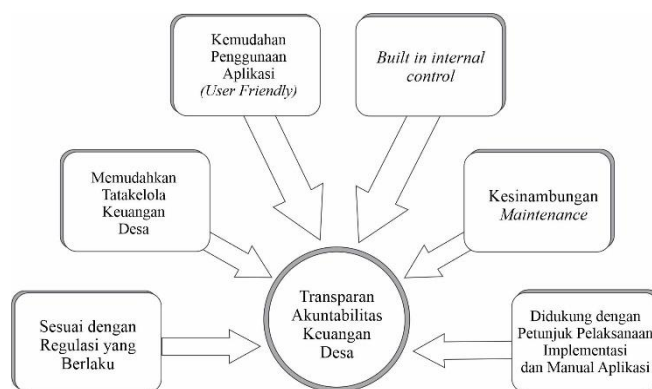 Kemudahan
Penggunaan
Aplikasi
(User Friendly)
Built in internal
control
Memudahkan
Tatakelola
Keuangan
Desa
Kesinambungan
Maintenance
Sesuai dengan
Regulasi yang
Berlaku
Transparan
Akuntabilitas
Keuangan
Desa
Didukung dengan
Petunjuk Pelaksanaan
Implementasi
dan Manual Aplikasi